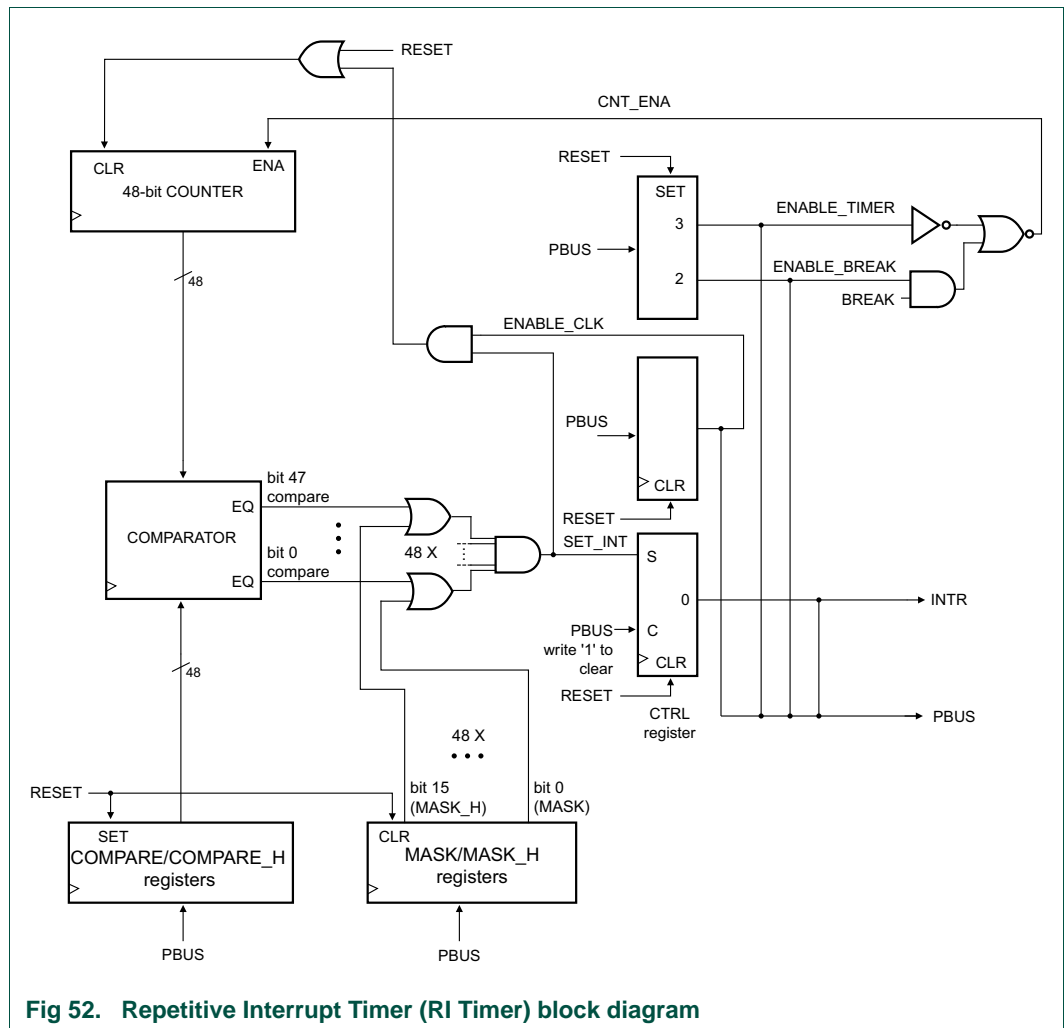 RESET
CNT_ENA
CLR
ENA
48-bit COUNTER
48
RESET
SET
3
ENABLE_TIMER
PBUS
2
ENABLE_BREAK
BREAK
ENABLE_CLK
PBUS
CLR
RESET
bit 47
compare
EQ
COMPARATOR
bit 0
compare
EQ
48 X
SET_INT
S
0
INTR
PBUS
write '1' to
clear
C
CLR
RESET
CTRL
register
PBUS
48
48 X
RESET
bit 15
(MASK_H)
bit 0
(MASK)
SET
COMPARE/COMPARE_H
registers
CLR
MASK/MASK_H
registers
PBUS
PBUS
Fig 52. Repetitive Interrupt Timer (RI Timer) block diagram